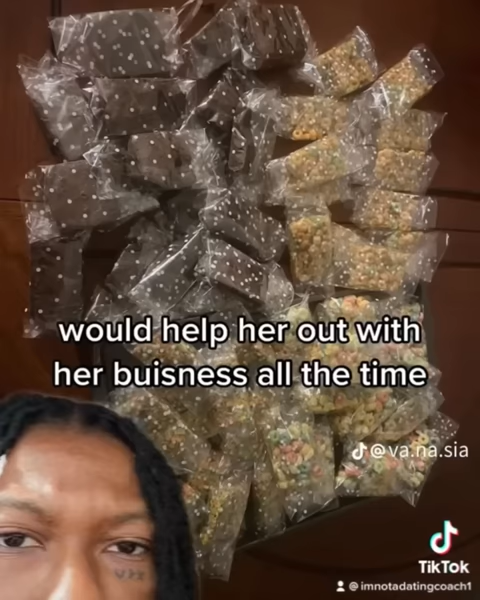 would help her out with
her buisness all the time
@va.na.sia
TikTok
@imnotadatingcoach1